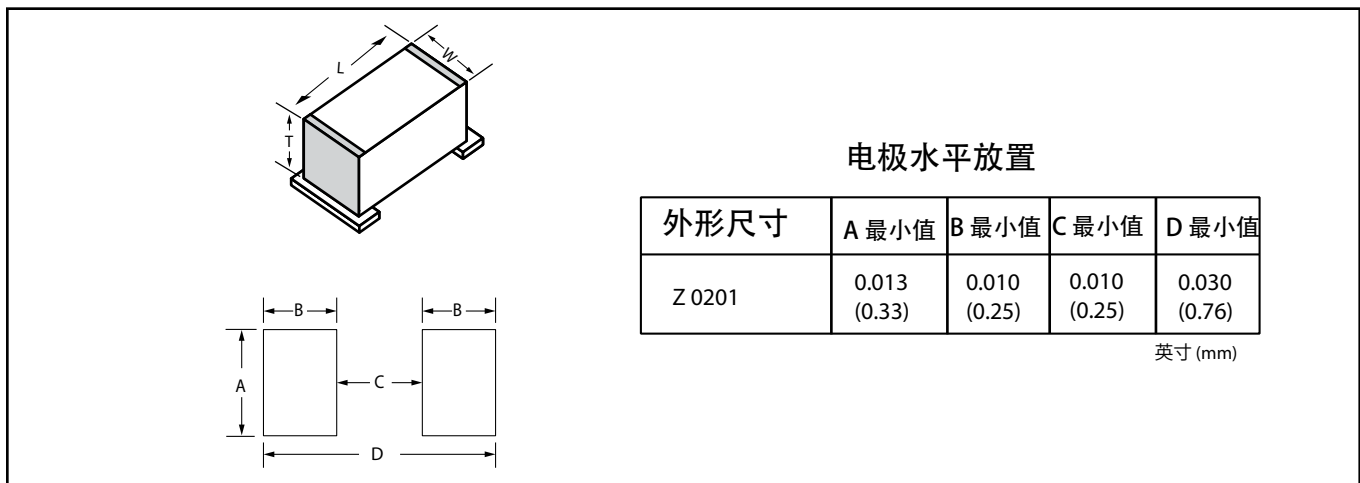 L
W
T
B
B
A
C
D
电极水平放置
外形尺寸 A 最小值 B 最小值 C 最小值 D 最小值
Z 0201 0.013 0.010 0.010 0.030
(0.33) (0.25) (0.25) (0.76)
英寸 (mm)